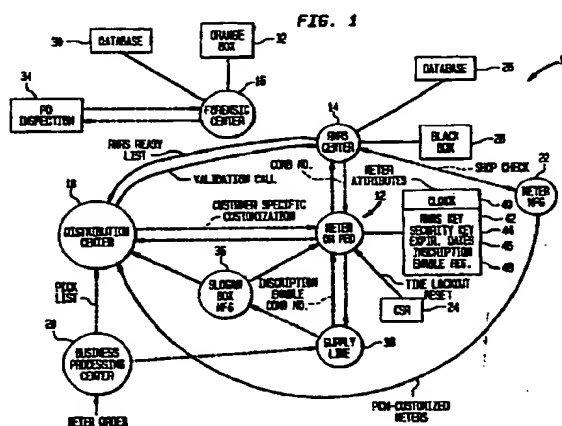 FIG. 1
30
DATABASE
ORANGE
BOX
32
34
PO
INSPECTION
16
FORENSIC
CENTER
DATABASE
26
14
RMRS
CENTER
BLACK
BOX
28
SHOP CHECK
22
METER
MFG
RMRS READY
LIST
VALIDATION CALL
COMB NO.
METER
ATTRIBUTES
12
18
DISTRIBUTION
CENTER
CUSTOMER SPECIFIC
CUSTOMIZATION
METER
ON PED
CLOCK
RMRS KEY
SECURITY KEY
EXPIR. DATES
INSCRIPTION
ENABLE REG.
40
42
44
46
48
36
SLOGAN
BOX
MFG
INSCRIPTION
ENABLE
COMB NO.
TIME LOCKOUT
RESET
CSR
24
PICK LIST
20
BUSINESS
PROCESSING
CENTER
SUPPLY
LINE
38
METER ORDER
PCN-CUSTOMIZED
METERS